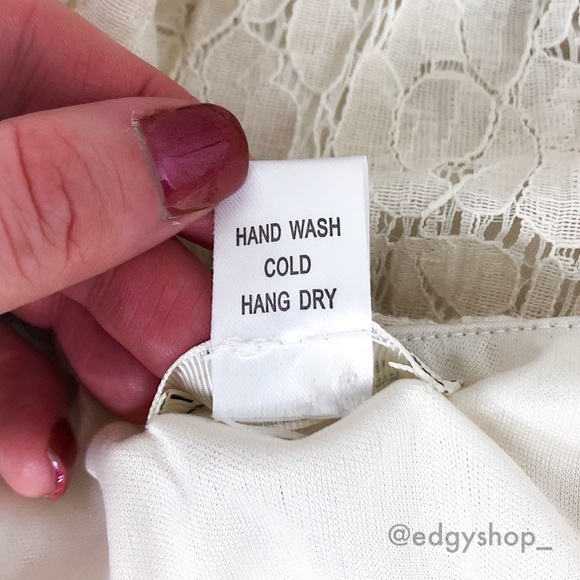 HAND WASH
COLD
HANG DRY
@edgyshop_